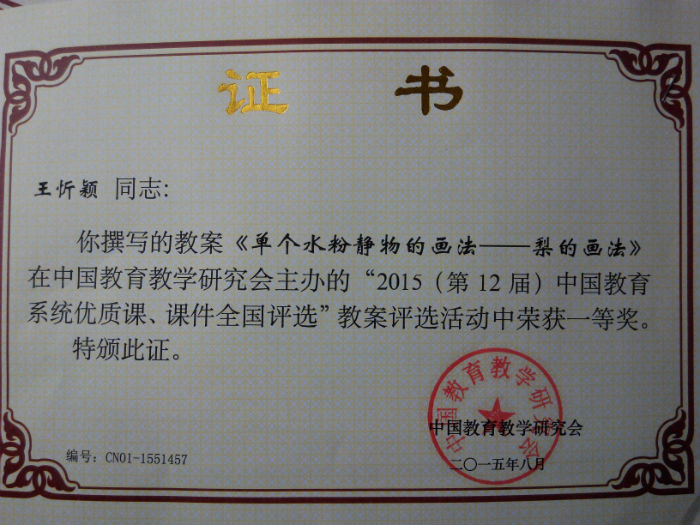 证书
王忻颖 同志:
你撰写的教案《单个水粉静物的画法——梨的画法》
在中国教育教学研究会主办的“2015（第12届）中国教育
系统优质课、课件全国评选”教案评选活动中荣获一等奖。
特颁此证。
中国教育教学研究会
中国教育教学研究会
二〇一五年八月
编号：CN01-1551457